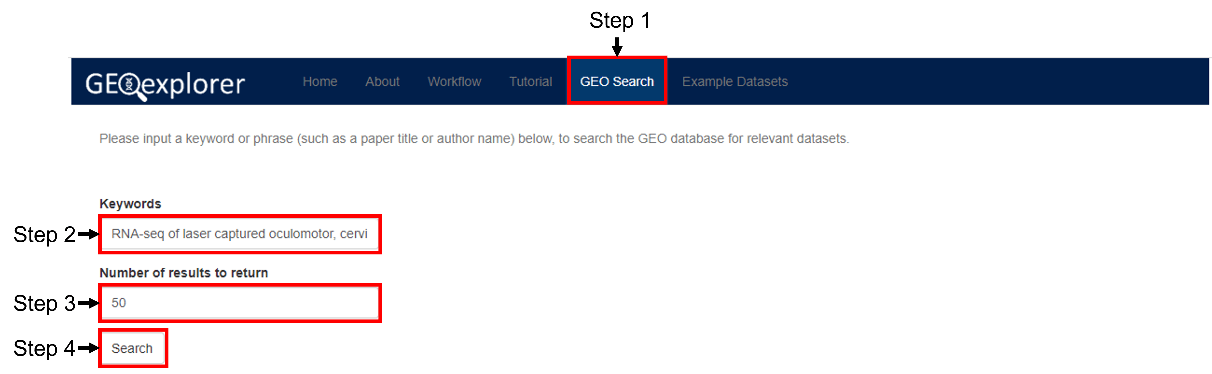 Step 1
GEOexplorer Home About Workflow Tutorial GEO Search Example Datasets
Please input a keyword or phrase (such as a paper title or author name) below, to search the GEO database for relevant datasets.
Keywords
Step 2 RNA-seq of laser captured oculomotor, cervi
Number of results to return
Step 3 50
Step 4 Search